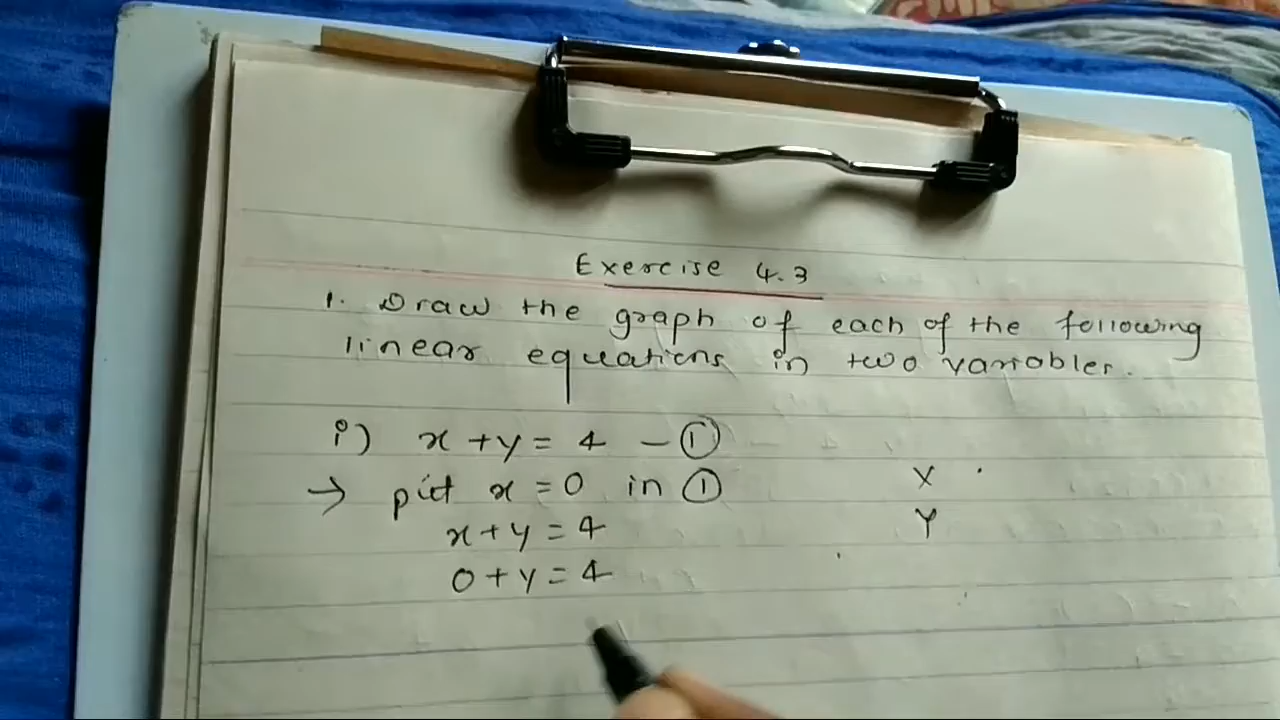 Exercise 4.3
1. Draw the graph of each of the following
linear equations in two variables.
i) x + y = 4 — ①
→ put x = 0 in ①
x + y = 4
0 + y = 4
X
Y